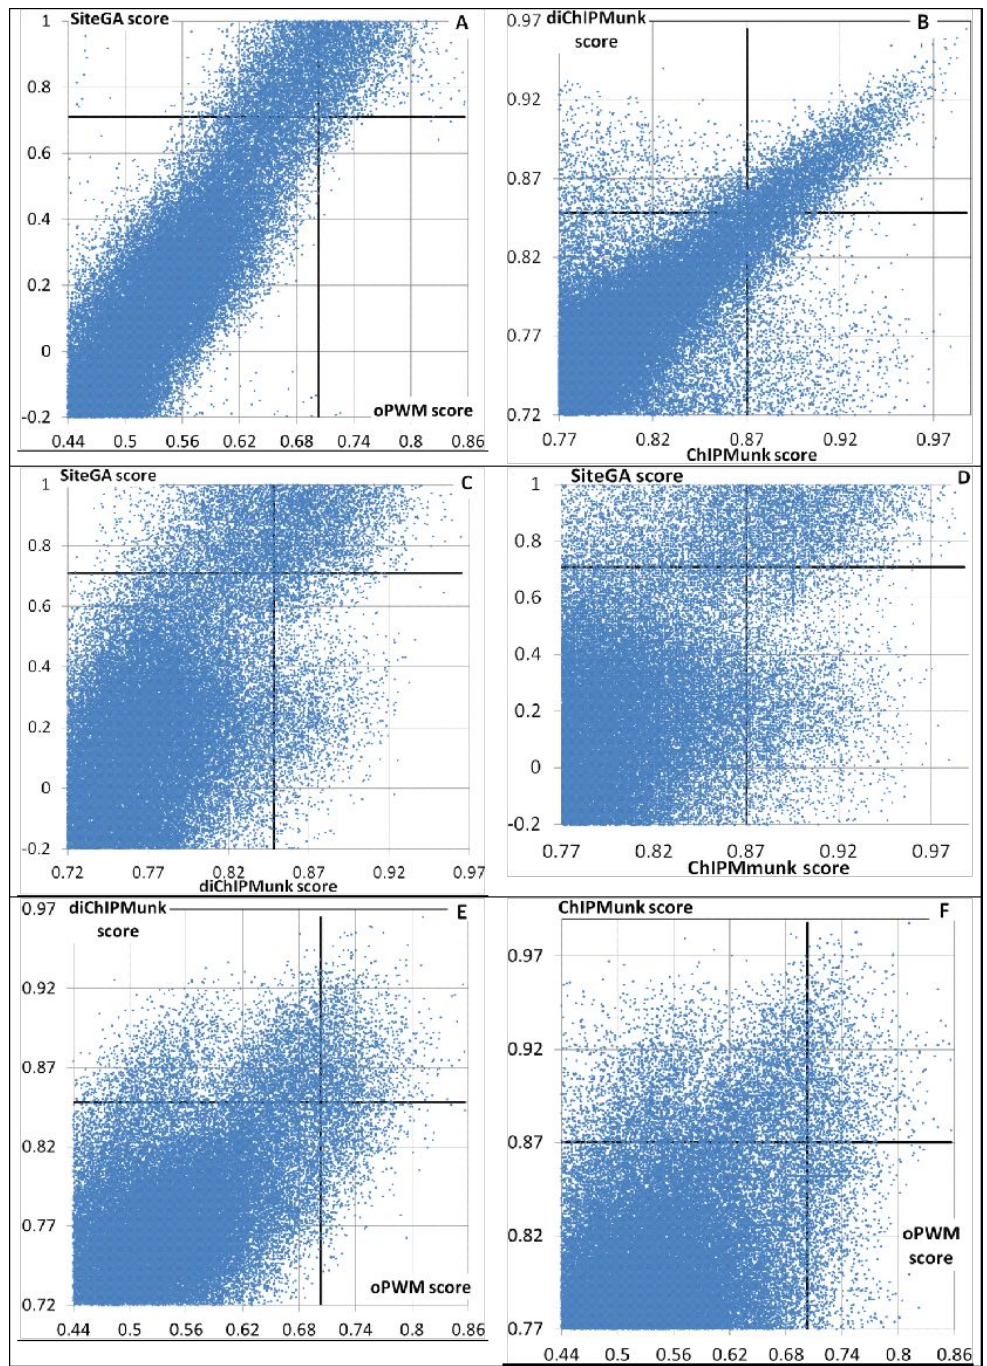 SiteGA score
A
1
0.8
0.6
0.4
0.2
0
-0.2
oPWM score
0.44 0.5 0.56 0.62 0.68 0.74 0.8 0.86
0.97
diChIPMunk
score
B
0.92
0.87
0.82
0.77
0.72
0.77 0.82 0.87 0.92 0.97
ChIPMunk score
SiteGA score
C
1
0.8
0.6
0.4
0.2
0
-0.2
0.72 0.77 0.82 0.87 0.92 0.97
diChIPMunk score
SiteGA score
D
1
0.8
0.6
0.4
0.2
0
-0.2
0.77 0.82 0.87 0.92 0.97
ChIPMmunk score
0.97
diChIPMunk
score
E
0.92
0.87
0.82
0.77
0.72
oPWM score
0.44 0.5 0.56 0.62 0.68 0.74 0.8 0.86
ChIPMunk score
F
0.97
0.92
0.87
0.82
0.77
oPWM
score
0.44 0.5 0.56 0.62 0.68 0.74 0.8 0.86